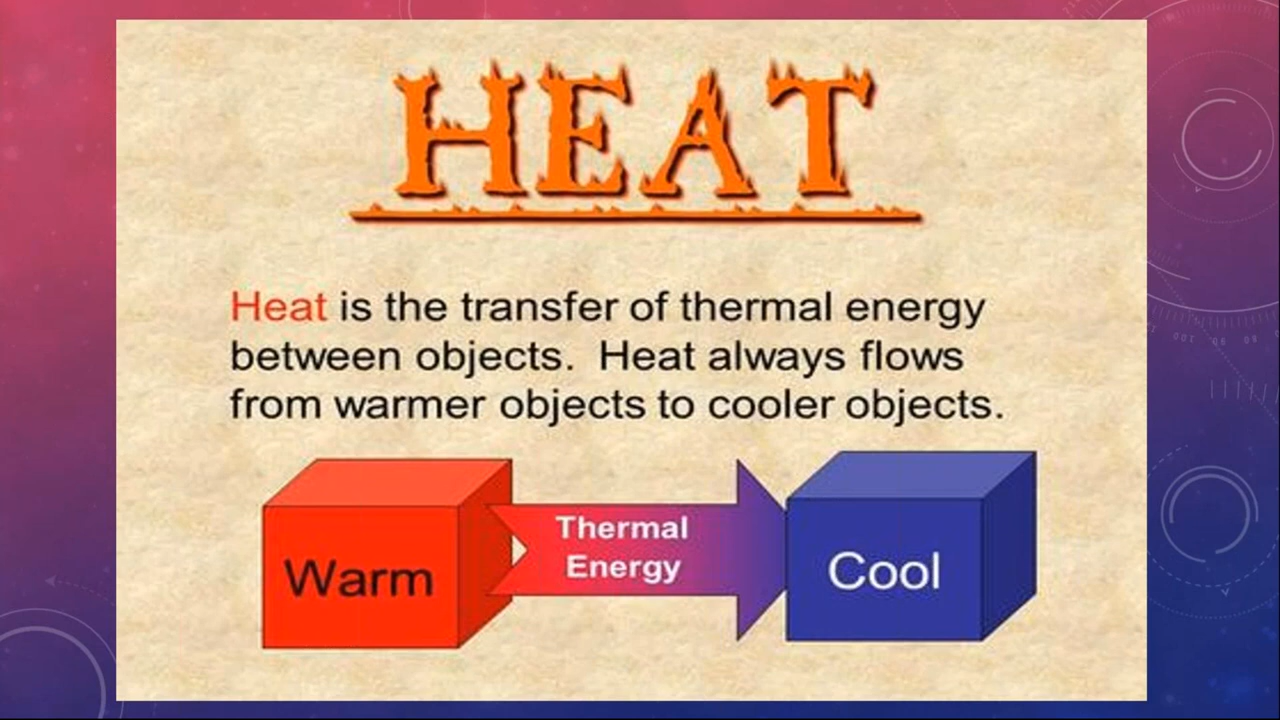 HEAT
Heat is the transfer of thermal energy
between objects.  Heat always flows
from warmer objects to cooler objects.
Warm
Thermal
Energy
Cool